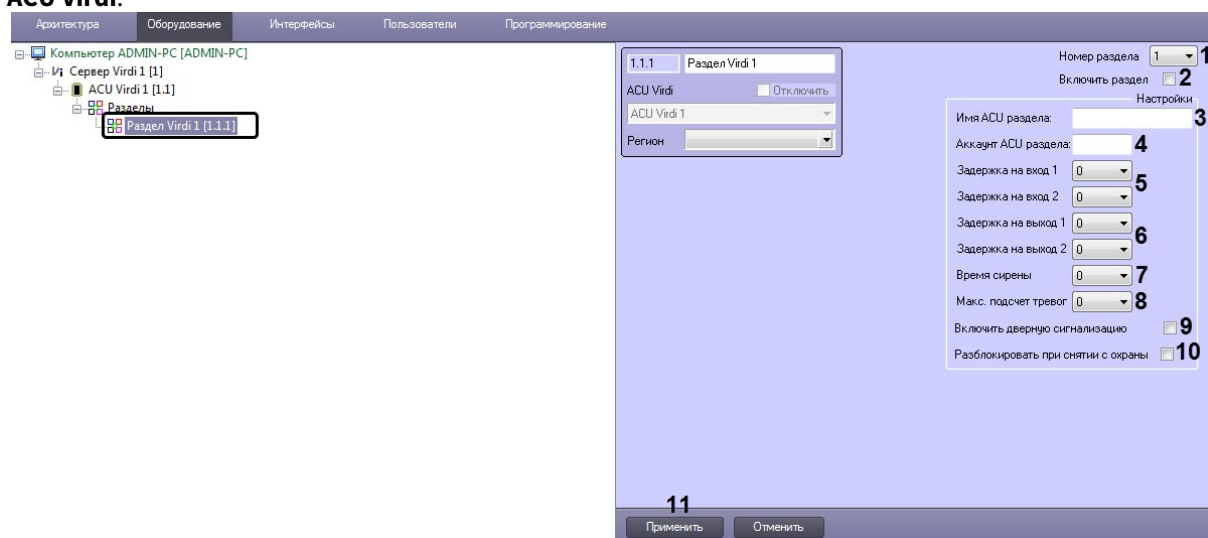 ACU Virdi.
Архитектура Оборудование Интерфейсы Пользователи Программирование
Компьютер ADMIN-PC [ADMIN-PC]
Сервер Virdi 1 [1]
ACU Virdi 1 [1.1]
Разделы
Раздел Virdi 1 [1.1.1]
1.1.1 Раздел Virdi 1
ACU Virdi Отключить
ACU Virdi 1
Регион
Номер раздела 1 1
Включить раздел 2
Настройки
Имя ACU раздела: 3
Аккаунт ACU раздела: 4
Задержка на вход 1 0
5
Задержка на вход 2 0
Задержка на выход 1 0
6
Задержка на выход 2 0
Время сирены 0 7
Макс. подсчет тревог 0 8
Включить дверную сигнализацию 9
Разблокировать при снятии с охраны 10
11
Применить Отменить